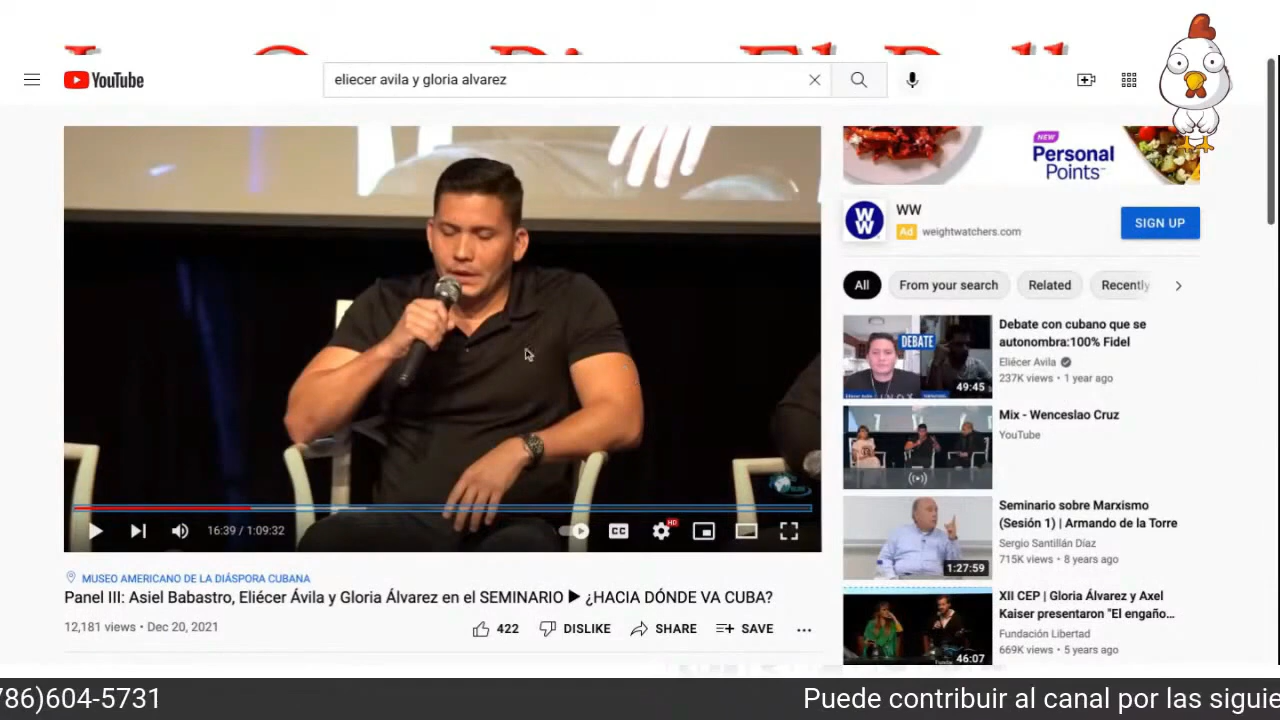 YouTube
eliecer avila y gloria alvarez
NEW
Personal
Points
WW
Ad weightwatchers.com
SIGN UP
All
From your search
Related
Recently
DEBATE
49:45
Debate con cubano que se
autonombra:100% Fidel
Eliécer Avila
237K views • 1 year ago
Mix - Wenceslao Cruz
YouTube
1:27:59
Seminario sobre Marxismo
(Sesión 1) | Armando de la Torre
Sergio Santillán Díaz
715K views • 8 years ago
46:07
XII CEP | Gloria Álvarez y Axel
Kaiser presentaron "El engaño…
Fundación Libertad
669K views • 5 years ago
16:39 / 1:09:32
CC
HD
MUSEO AMERICANO DE LA DIÁSPORA CUBANA
Panel III: Asiel Babastro, Eliécer Ávila y Gloria Álvarez en el SEMINARIO ▶ ¿HACIA DÓNDE VA CUBA?
12,181 views • Dec 20, 2021
422
DISLIKE
SHARE
SAVE
786)604-5731
Puede contribuir al canal por las siguie